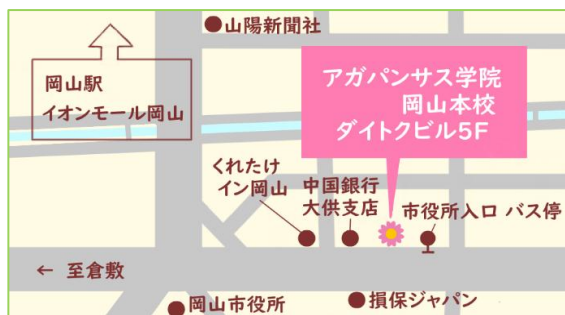 山陽新聞社
岡山駅
イオンモール岡山
アガパンサス学院
岡山本校
ダイトクビル5F
くれたけ
イン岡山
中国銀行
大供支店
市役所入口 バス停
← 至倉敷
岡山市役所
損保ジャパン